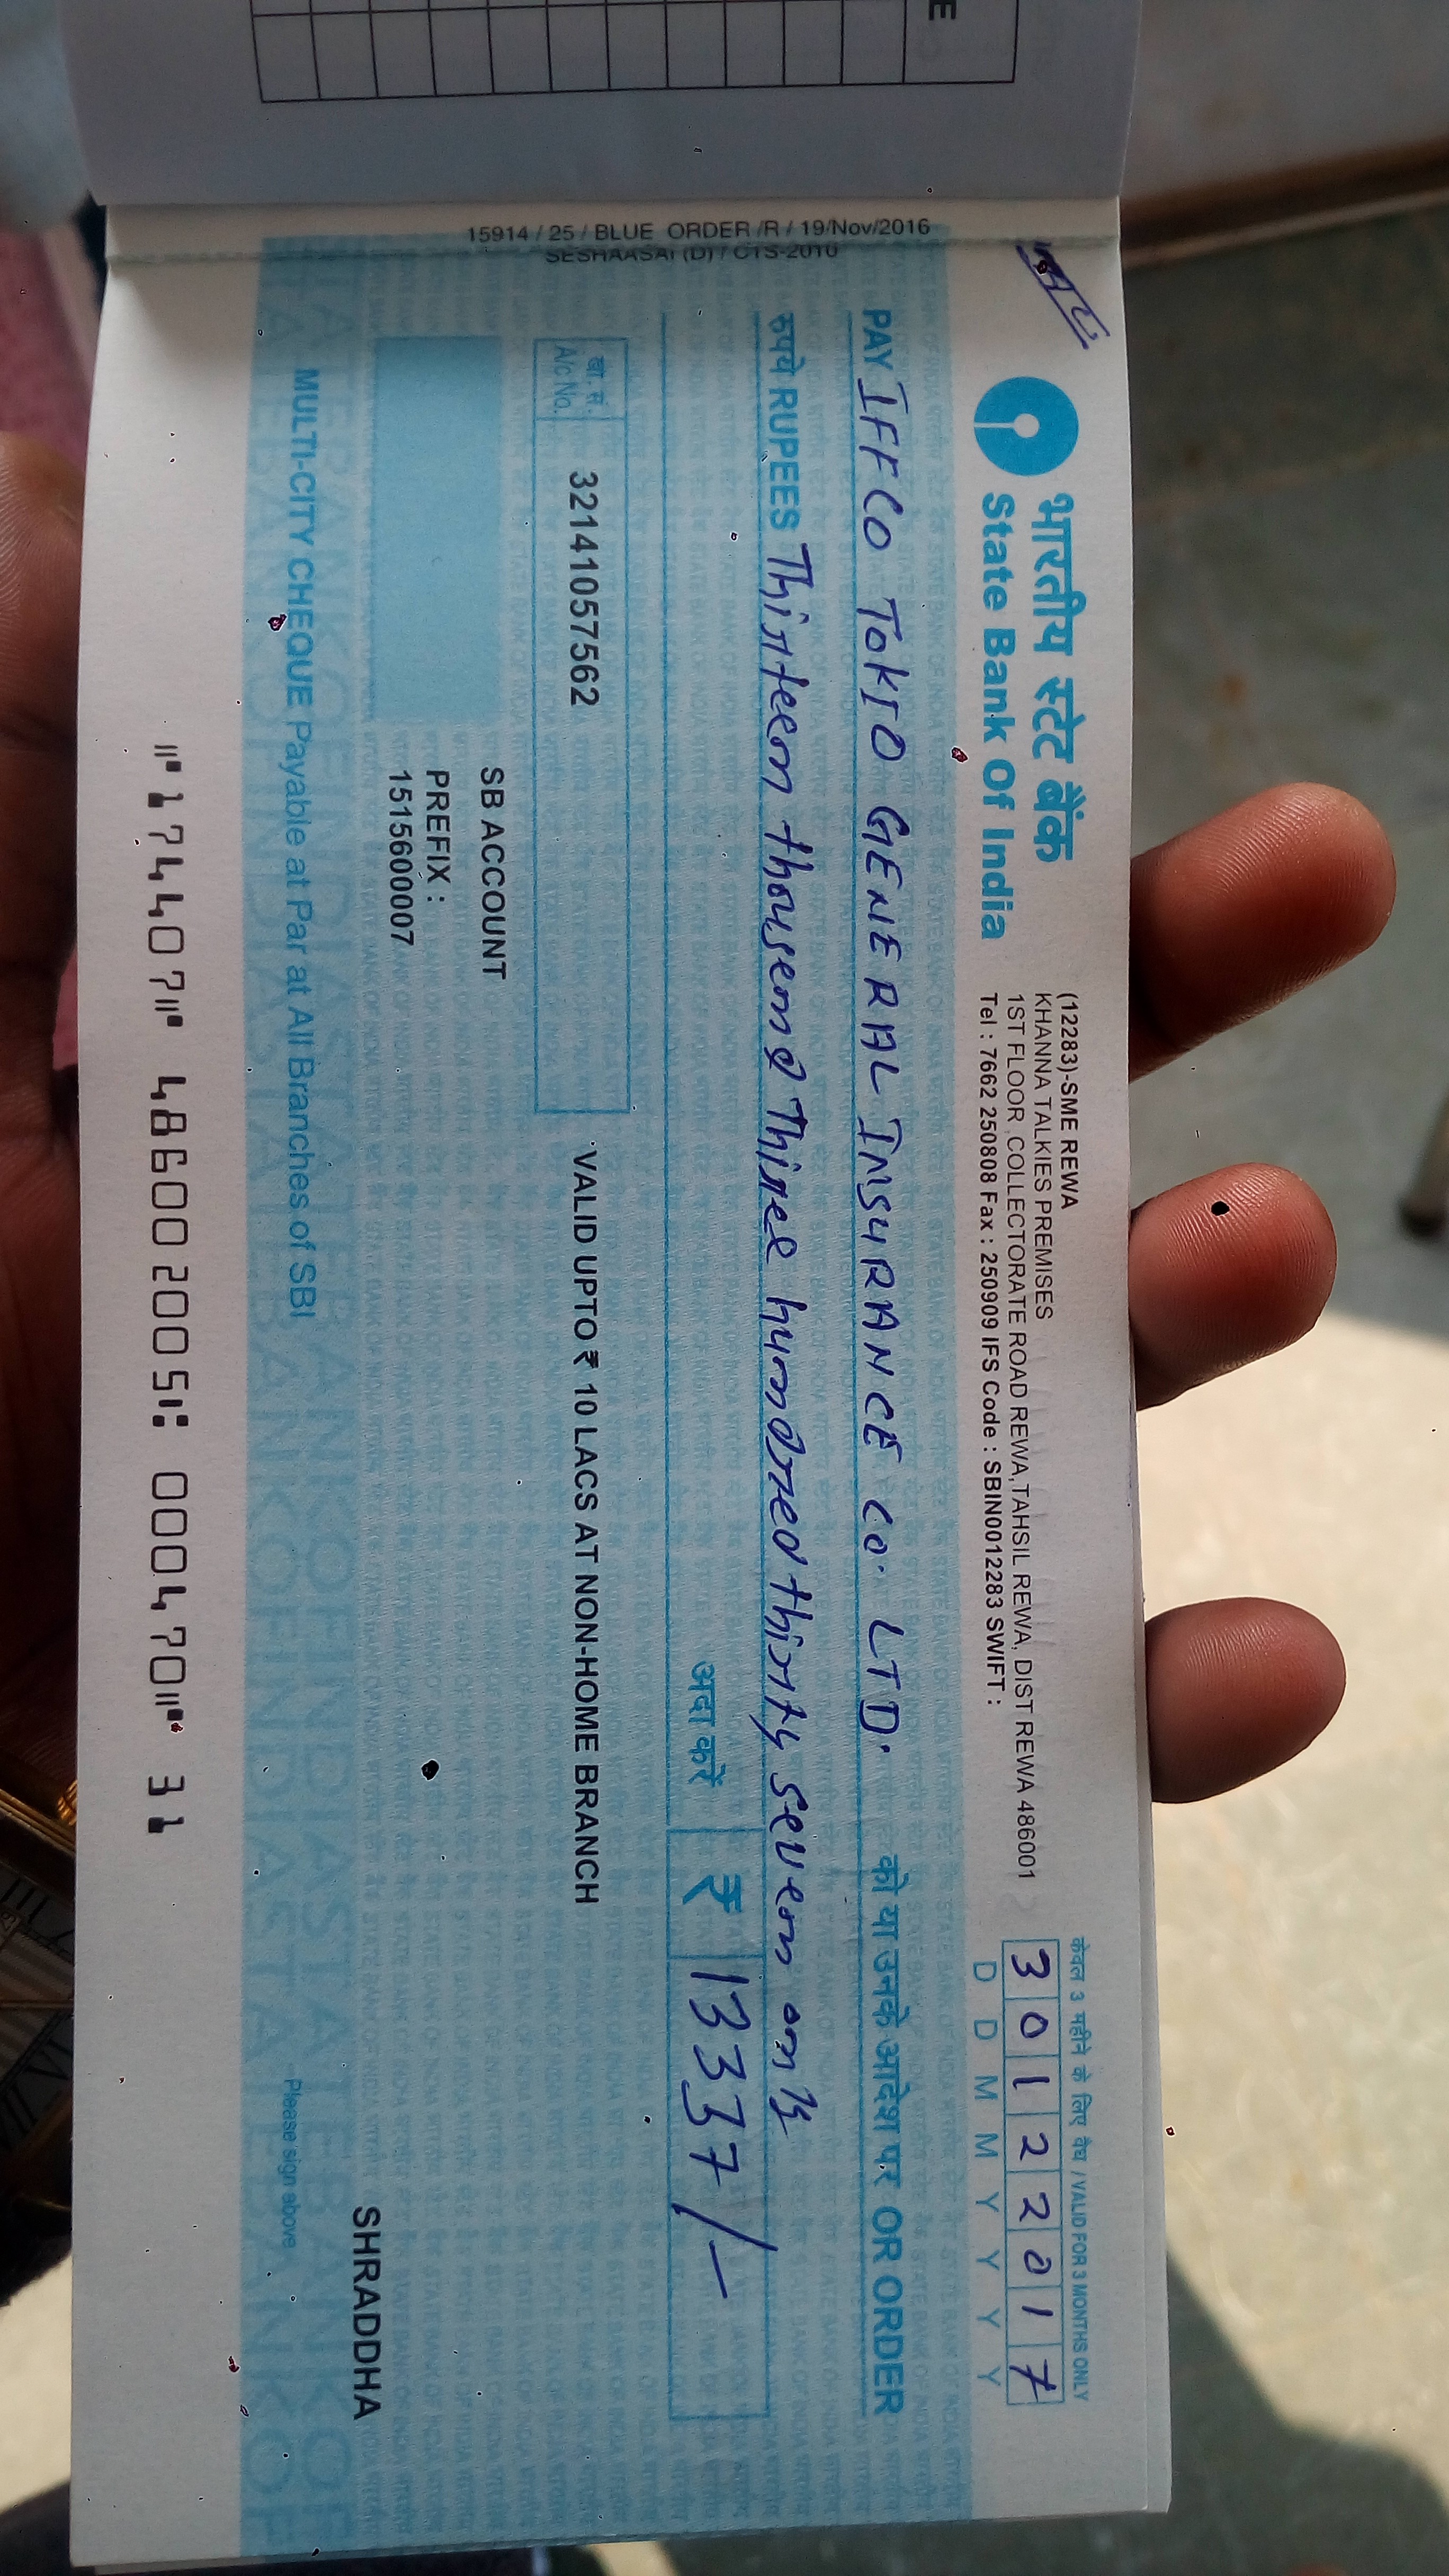 E
15914 / 25 / BLUE ORDER /R / 19/Nov/2016
SESHAASAI (D) / CTS-2010
भारतीय स्टेट बैंक
State Bank Of India
(12283)-SME REWA
KHANNA TALKIES PREMISES
1ST FLOOR ,COLLECTORATE ROAD REWA,TAHSIL REWA, DIST REWA 486001
Tel : 7662 250808 Fax : 250909 IFS Code : SBIN0012283 SWIFT :
केवल 3 महीने के लिए वैध / VALID FOR 3 MONTHS ONLY
3 0 1 2 2 0 1 7
D D M M Y Y Y Y
PAY IFFCO TOKIO GENERAL INSURANCE CO. LTD. को या उनके आदेश पर OR ORDER
रुपये RUPEES Thirteen thousend Three hundred thirty seven only
अदा करें ₹ 13337/-
खा. सं.
A/c No.
32141057562
VALID UPTO ₹ 10 LACS AT NON-HOME BRANCH
SB ACCOUNT
PREFIX :
151560007
SHRADDHA
MULTI-CITY CHEQUE Payable at Par at All Branches of SBI
Please sign above
⑈174407⑈ 486002005⑆ 000470⑈ 31